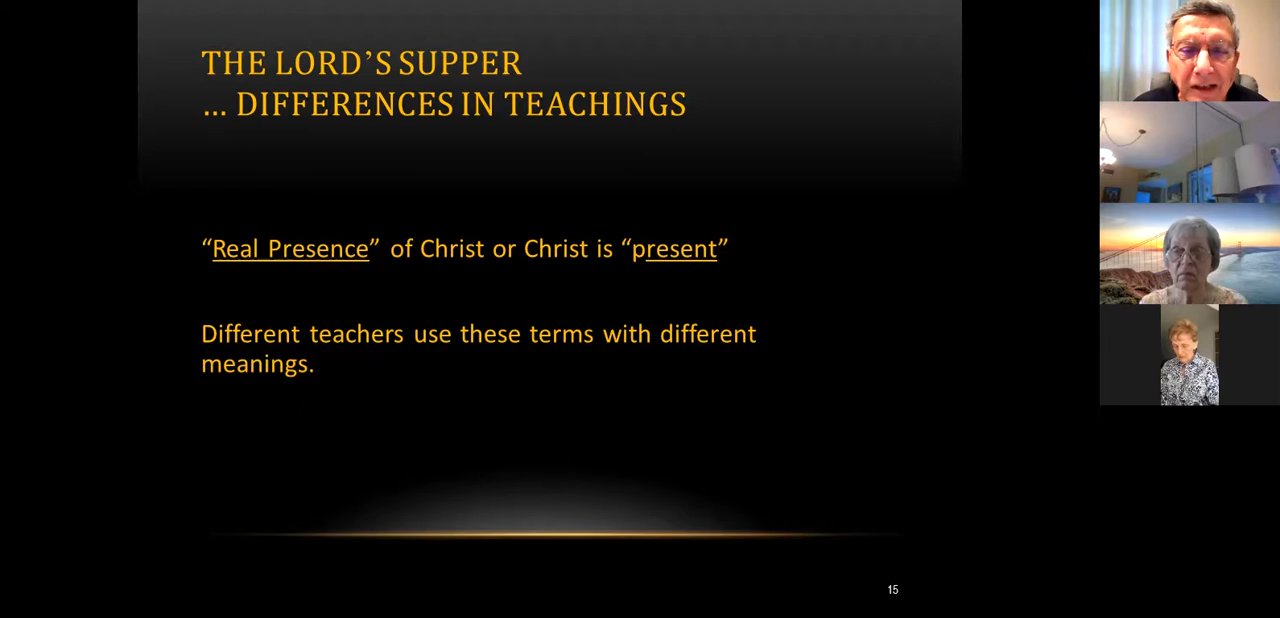 THE LORD’S SUPPER
… DIFFERENCES IN TEACHINGS
“Real Presence” of Christ or Christ is “present”
Different teachers use these terms with different
meanings.
15